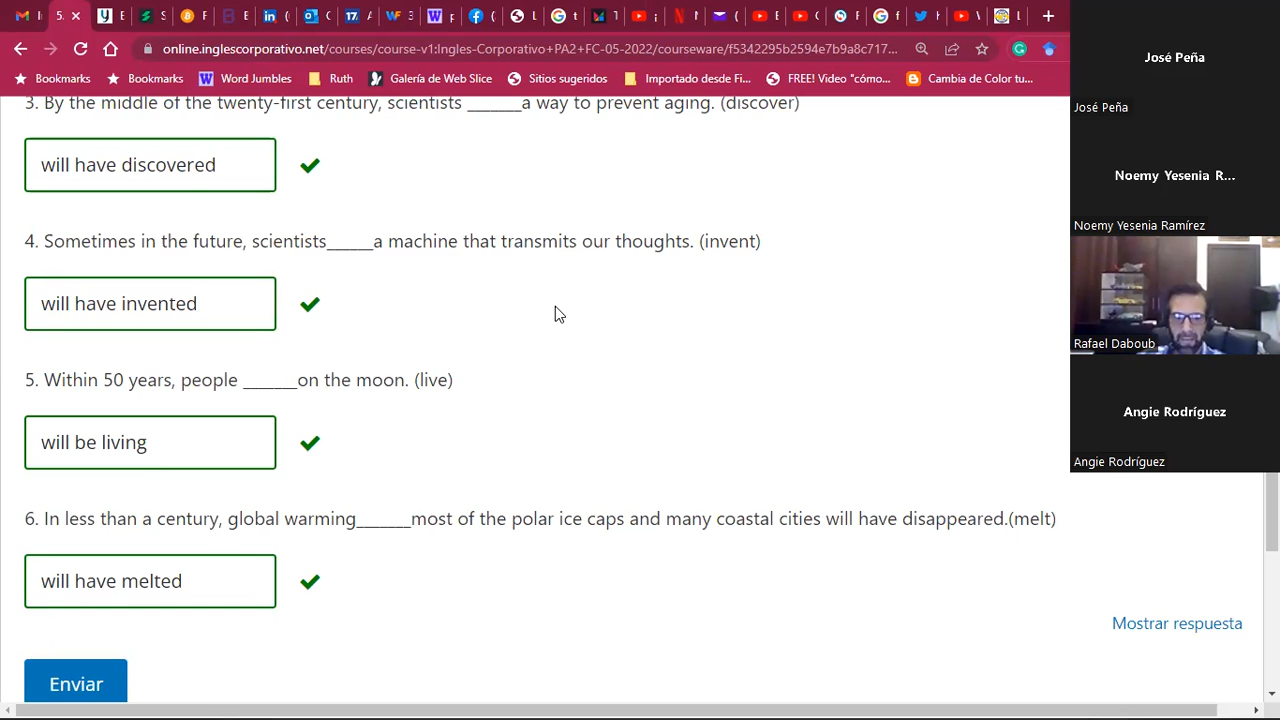 5.
online.inglescorporativo.net/courses/course-v1:Ingles-Corporativo+PA2+FC-05-2022/courseware/f5342295b2594e7b9a8c717...
Bookmarks Bookmarks Word Jumbles Ruth Galería de Web Slice Sitios sugeridos Importado desde Fi... FREE! Video "cómo... Cambia de Color tu...
3. By the middle of the twenty-first century, scientists _______a way to prevent aging. (discover)
will have discovered
4. Sometimes in the future, scientists______a machine that transmits our thoughts. (invent)
will have invented
5. Within 50 years, people _______on the moon. (live)
will be living
6. In less than a century, global warming_______most of the polar ice caps and many coastal cities will have disappeared.(melt)
will have melted
Mostrar respuesta
Enviar
José Peña
José Peña
Noemy Yesenia R...
Noemy Yesenia Ramírez
Rafael Daboub
Angie Rodríguez
Angie Rodríguez